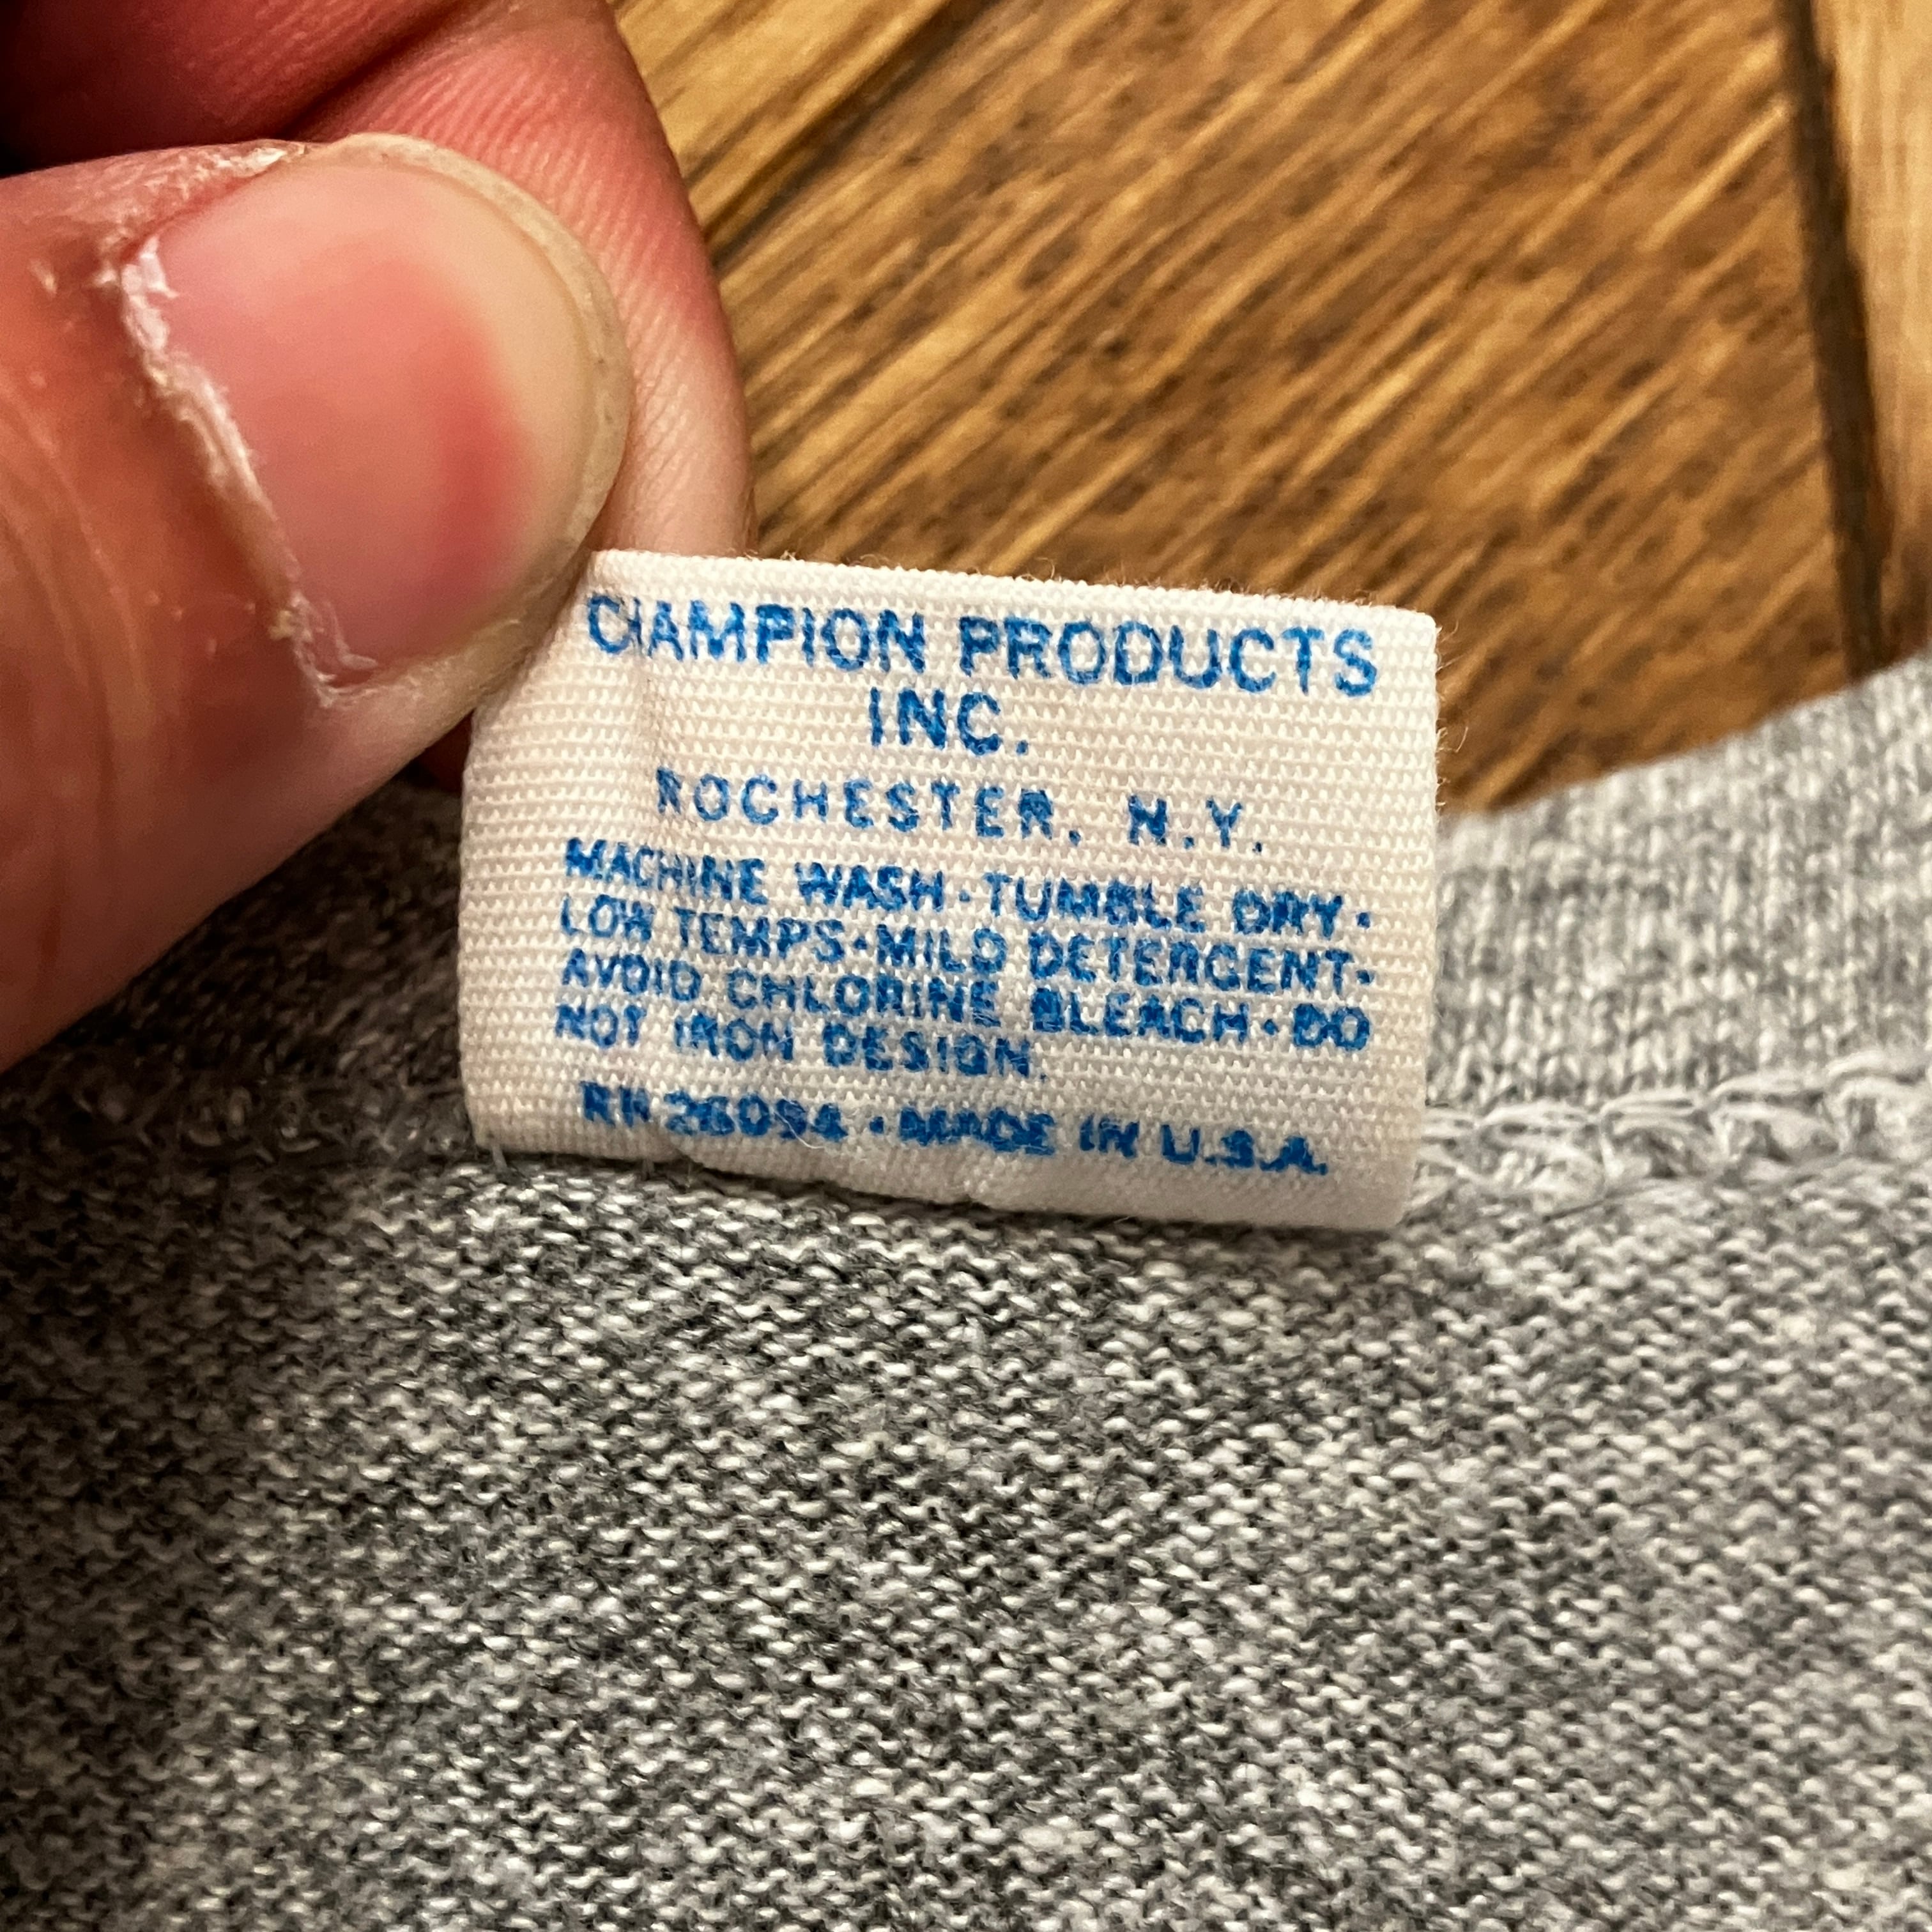 CHAMPION PRODUCTS
INC.
ROCHESTER, N.Y.
MACHINE WASH · TUMBLE DRY ·
LOW TEMPS · MILD DETERGENT ·
AVOID CHLORINE BLEACH · DO
NOT IRON DESIGN.
RN 26094 · MADE IN U.S.A.